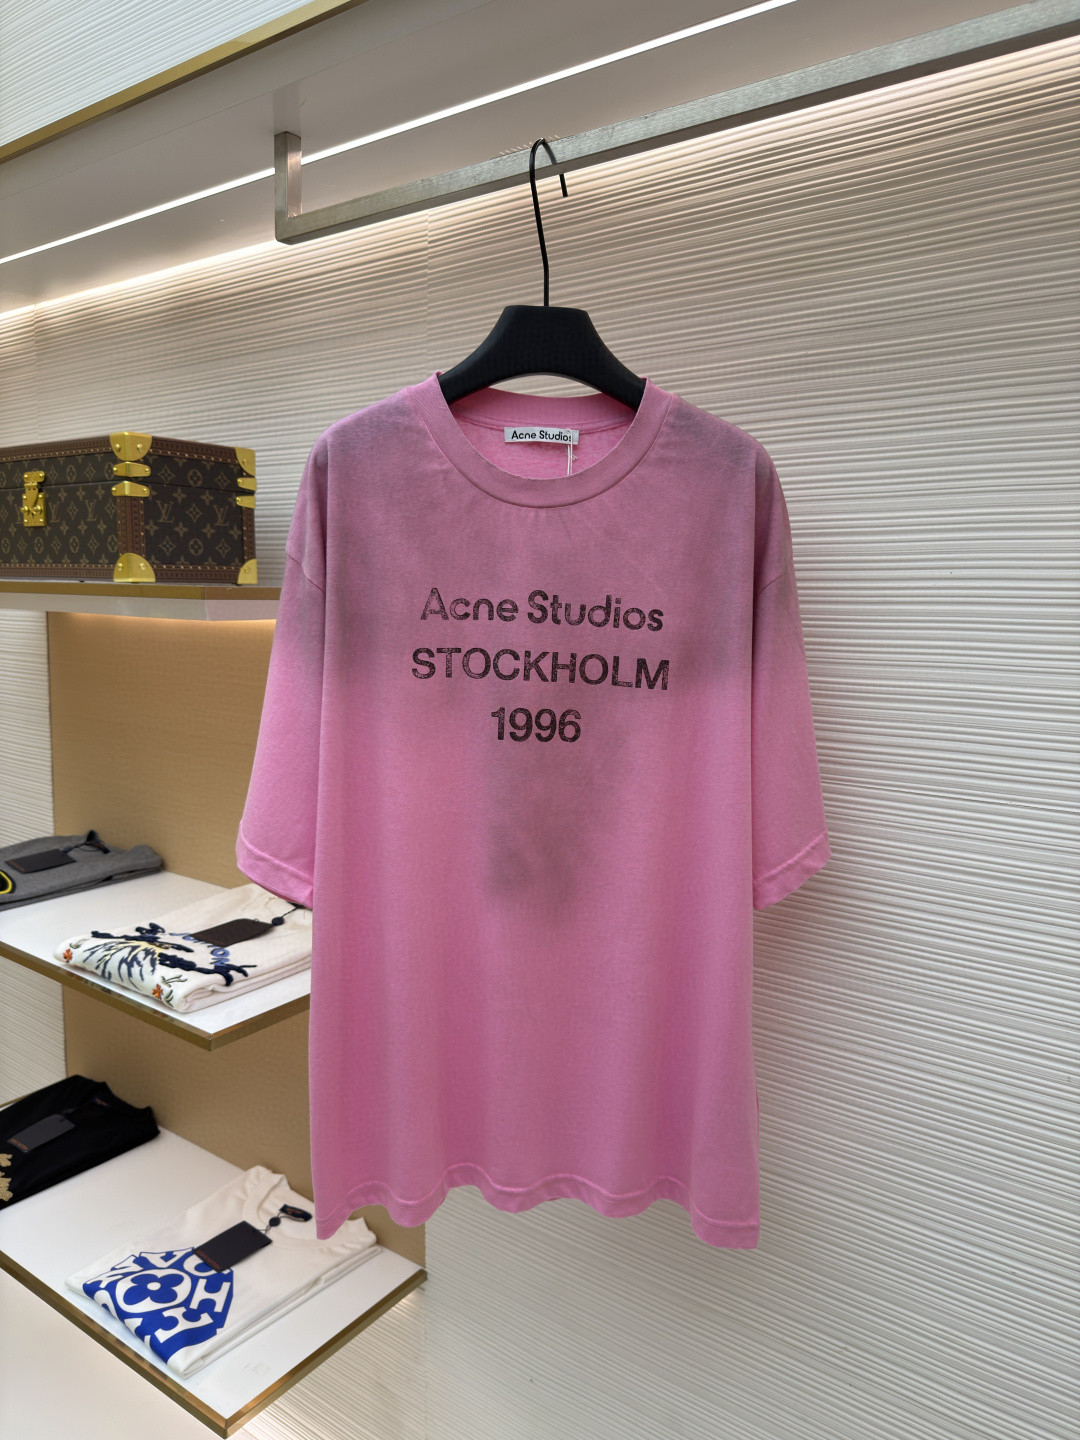 Acne Studios
Acne Studios
STOCKHOLM
1996